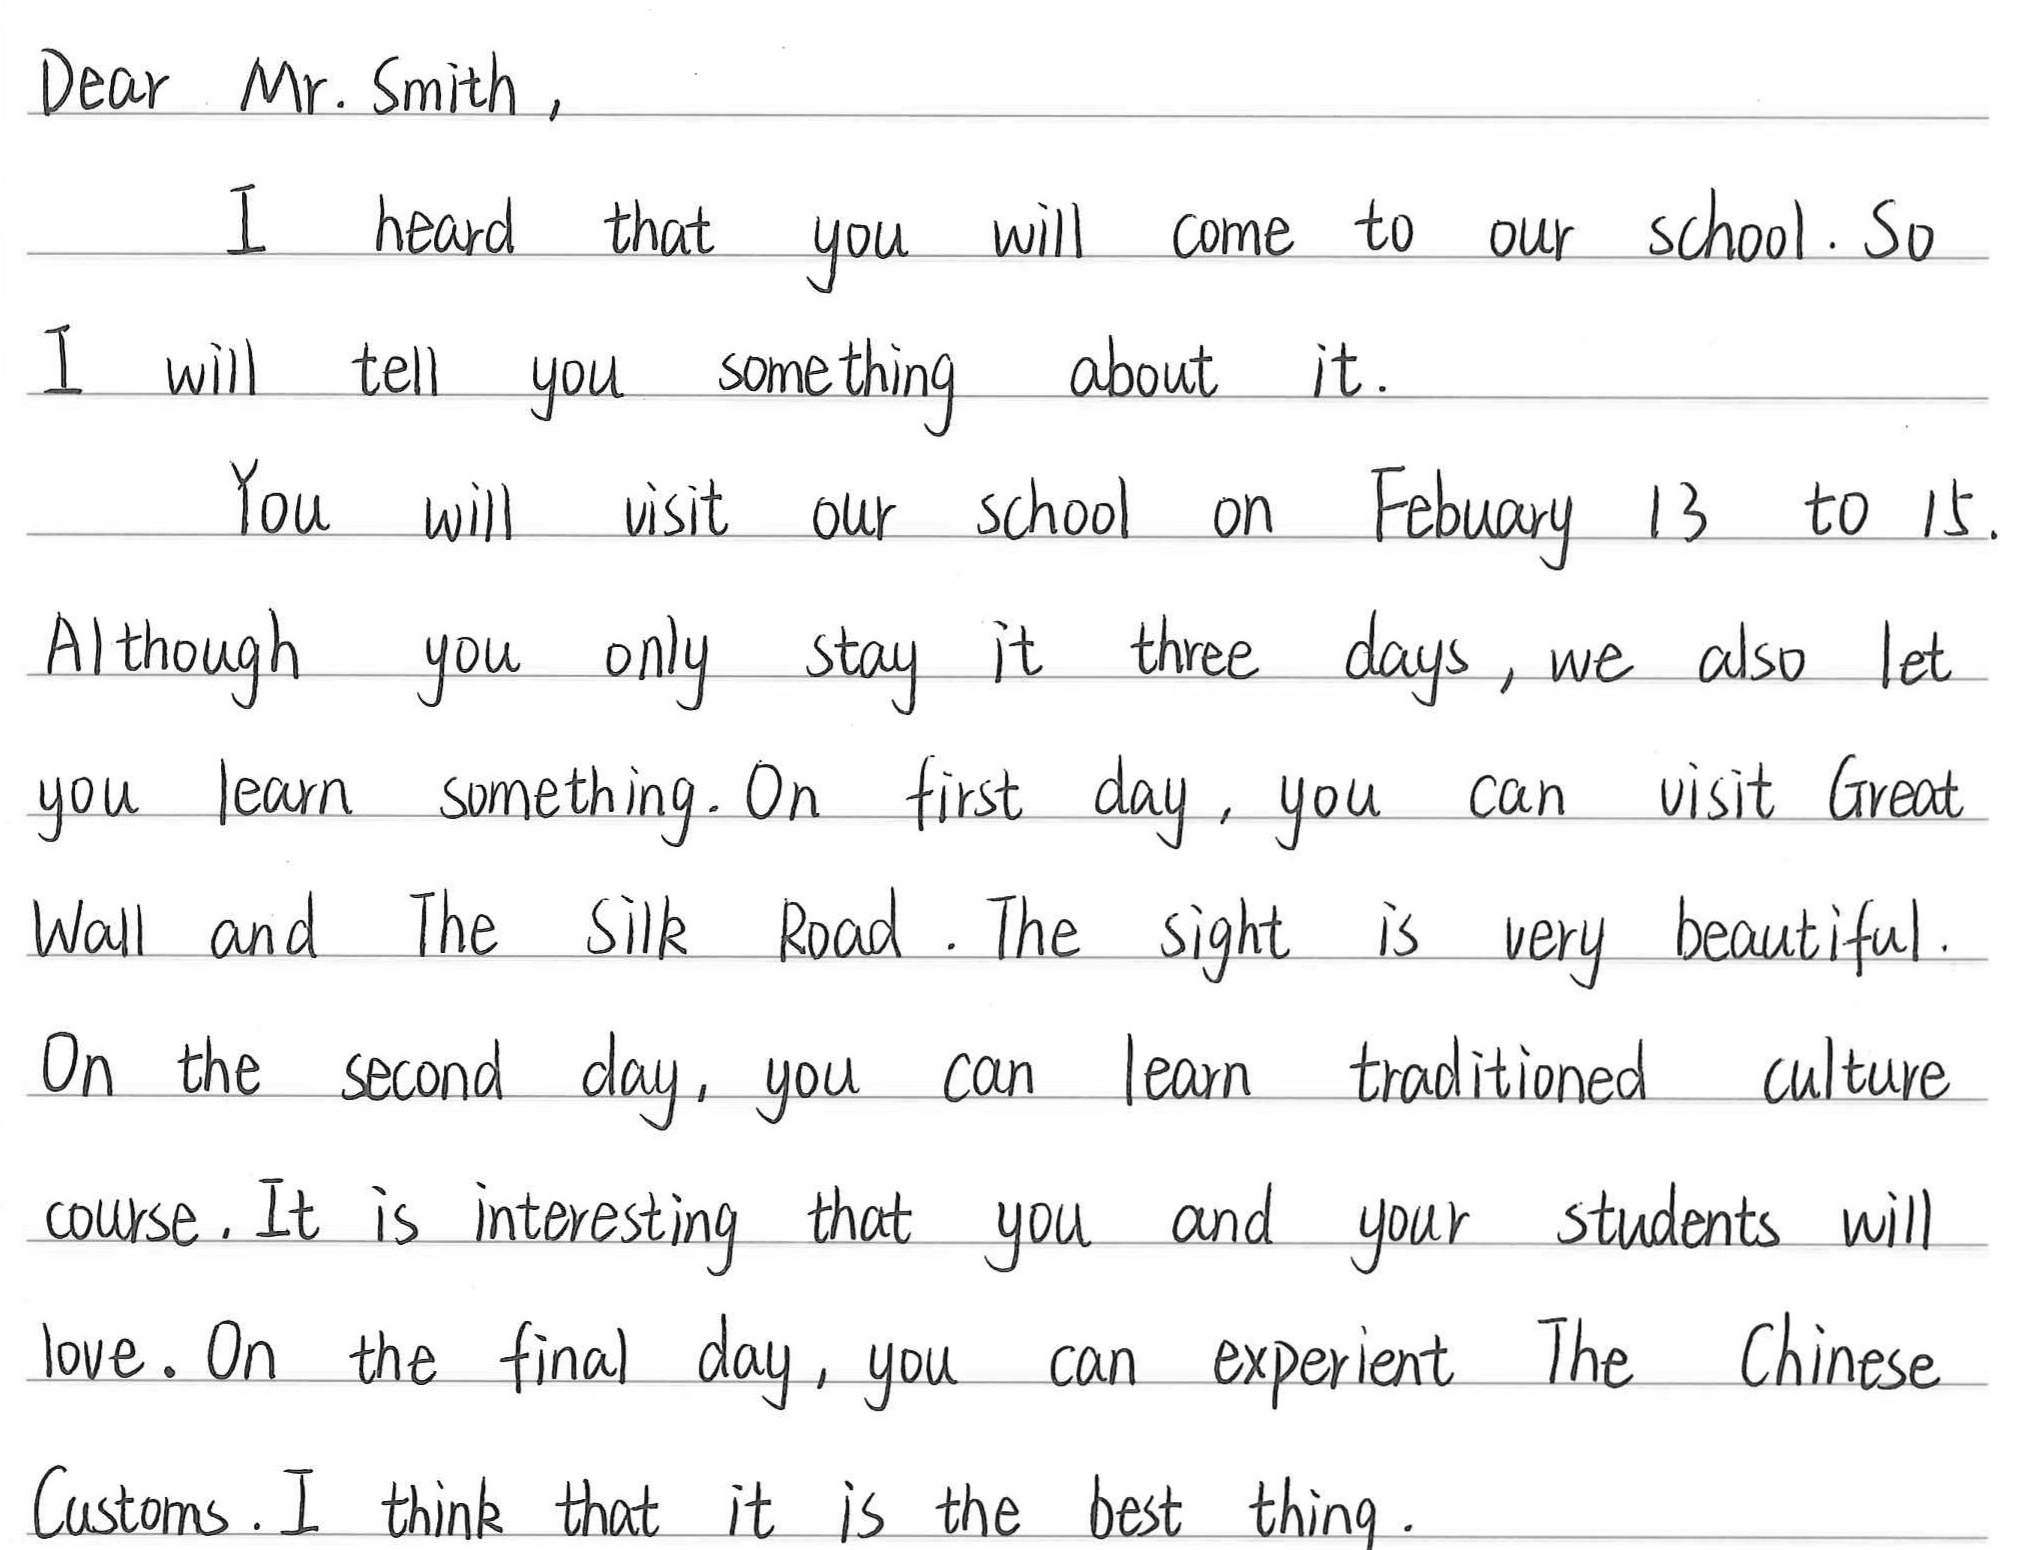 Dear Mr. Smith,
I heard that you will come to our school. So
I will tell you something about it.
You will visit our school on Febuary 13 to 15.
Although you only stay it three days, we also let
you learn something. On first day, you can visit Great
Wall and The Silk Road. The sight is very beautiful.
On the second day, you can learn traditioned culture
course. It is interesting that you and your students will
love. On the final day, you can experient The Chinese
Customs. I think that it is the best thing.